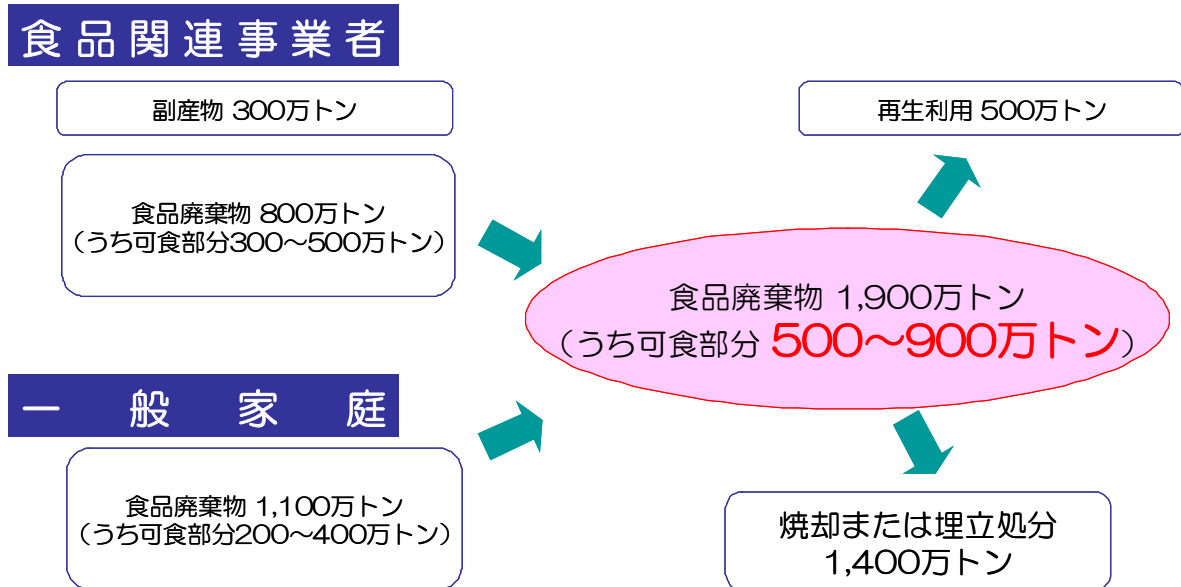 食品関連事業者
副産物 300万トン
食品廃棄物 800万トン
（うち可食部分300～500万トン）
一般家庭
食品廃棄物 1,100万トン
（うち可食部分200～400万トン）
食品廃棄物 1,900万トン
（うち可食部分 500～900万トン）
再生利用 500万トン
焼却または埋立処分
1,400万トン